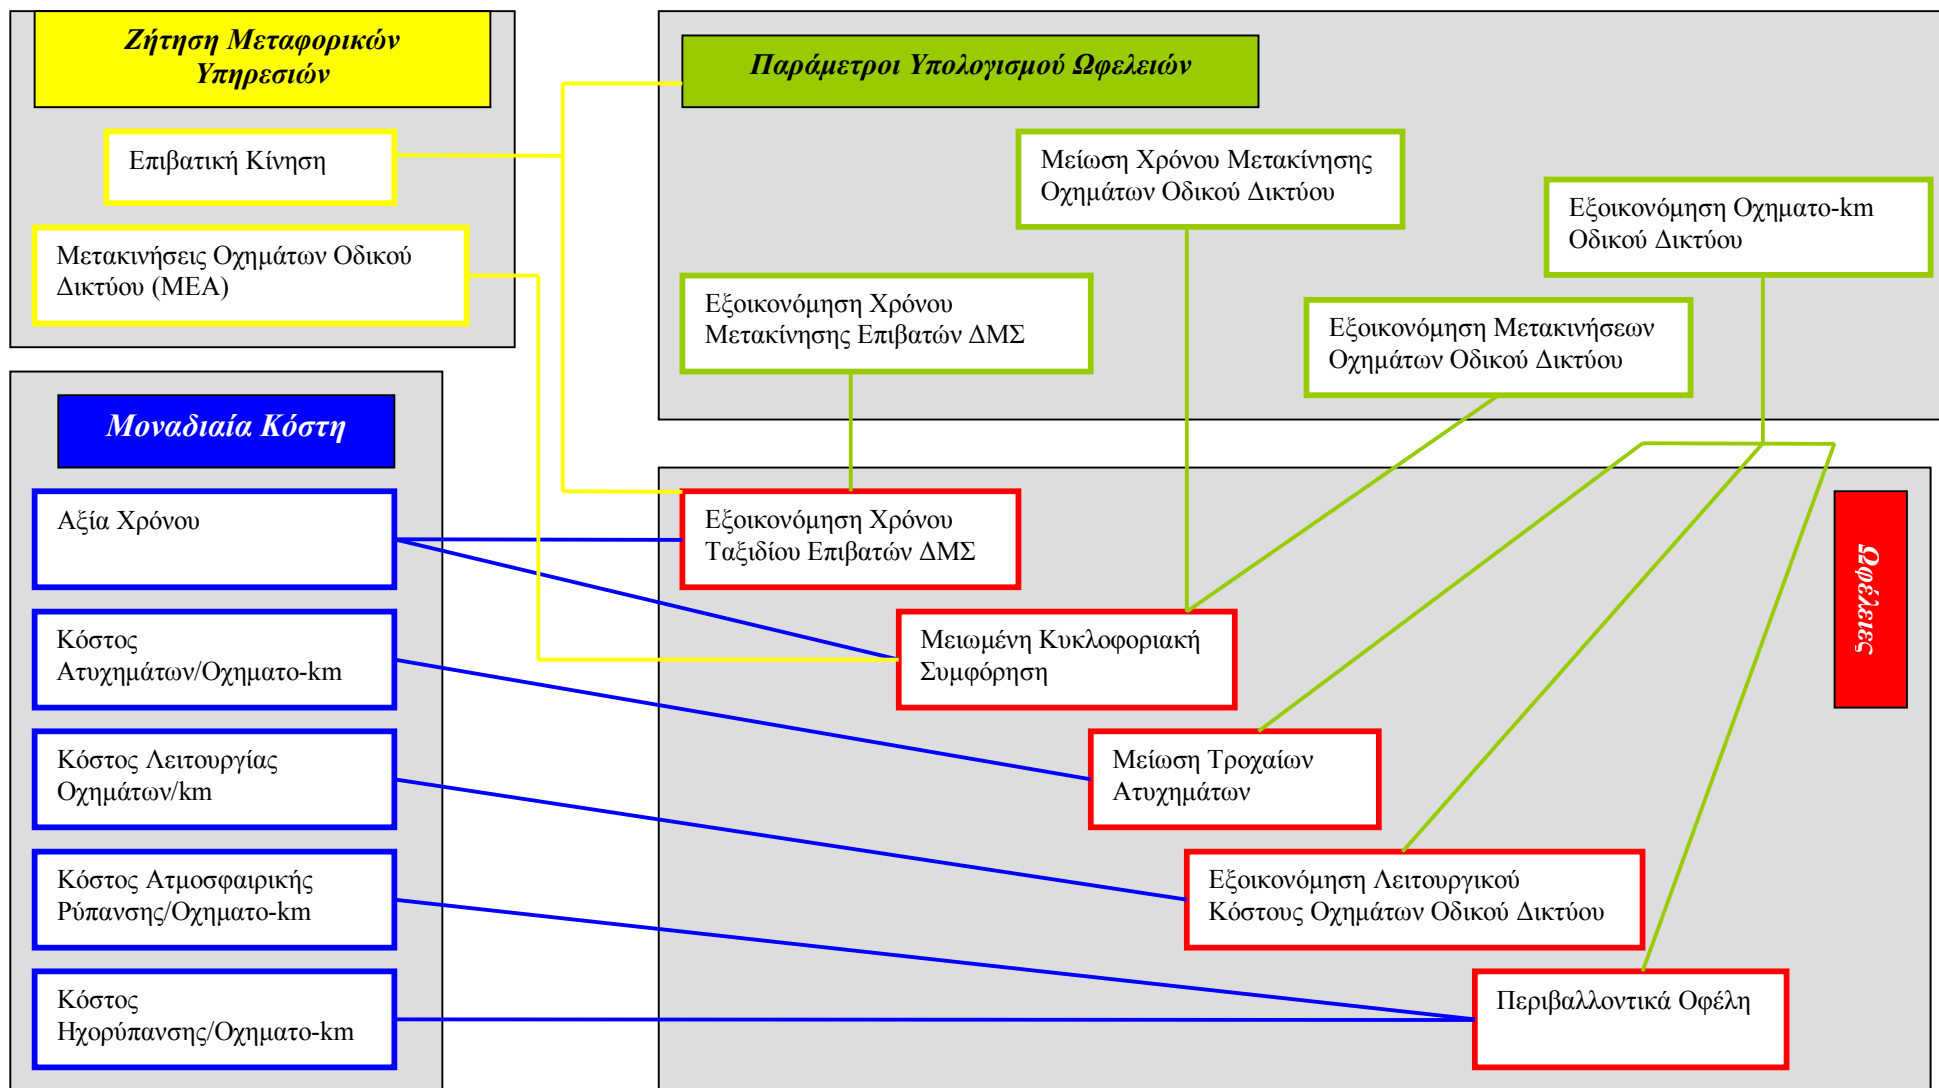 Ζήτηση Μεταφορικών
Υπηρεσιών
Επιβατική Κίνηση
Μετακινήσεις Οχημάτων Οδικού
Δικτύου (ΜΕΑ)
Παράμετροι Υπολογισμού Ωφελειών
Μείωση Χρόνου Μετακίνησης
Οχημάτων Οδικού Δικτύου
Εξοικονόμηση Οχηματο-km
Οδικού Δικτύου
Εξοικονόμηση Χρόνου
Μετακίνησης Επιβατών ΔΜΣ
Εξοικονόμηση Μετακινήσεων
Οχημάτων Οδικού Δικτύου
Μοναδιαία Κόστη
Αξία Χρόνου
Κόστος
Ατυχημάτων/Οχηματο-km
Κόστος Λειτουργίας
Οχημάτων/km
Κόστος Ατμοσφαιρικής
Ρύπανσης/Οχηματο-km
Κόστος
Ηχορύπανσης/Οχηματο-km
Εξοικονόμηση Χρόνου
Ταξιδίου Επιβατών ΔΜΣ
Μειωμένη Κυκλοφοριακή
Συμφόρηση
Μείωση Τροχαίων
Ατυχημάτων
Εξοικονόμηση Λειτουργικού
Κόστους Οχημάτων Οδικού Δικτύου
Περιβαλλοντικά Οφέλη
Ωφέλειες